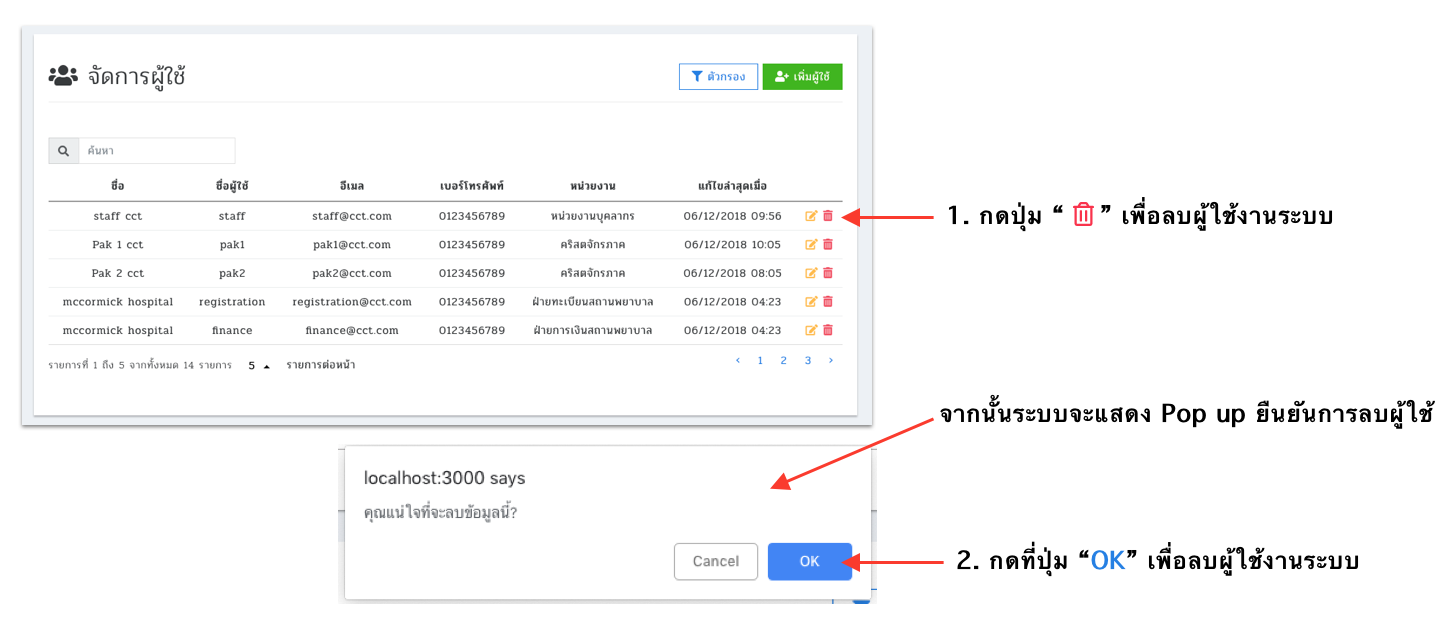 จัดการผู้ใช้
ตัวกรอง
เพิ่มผู้ใช้
ค้นหา
ชื่อ ชื่อผู้ใช้ อีเมล เบอร์โทรศัพท์ หน่วยงาน แก้ไขล่าสุดเมื่อ
staff cct staff staff@cct.com 0123456789 หน่วยงานบุคลากร 06/12/2018 09:56
Pak 1 cct pak1 pak1@cct.com 0123456789 คริสตจักรภาค 06/12/2018 10:05
Pak 2 cct pak2 pak2@cct.com 0123456789 คริสตจักรภาค 06/12/2018 08:05
mccormick hospital registration registration@cct.com 0123456789 ฝ่ายทะเบียนสถานพยาบาล 06/12/2018 04:23
mccormick hospital finance finance@cct.com 0123456789 ฝ่ายการเงินสถานพยาบาล 06/12/2018 04:23
รายการที่ 1 ถึง 5 จากทั้งหมด 14 รายการ 5 รายการต่อหน้า
‹ 1 2 3 ›
1. กดปุ่ม “ ” เพื่อลบผู้ใช้งานระบบ
จากนั้นระบบจะแสดง Pop up ยืนยันการลบผู้ใช้
localhost:3000 says
คุณแน่ใจที่จะลบข้อมูลนี้?
Cancel
OK
2. กดที่ปุ่ม “OK” เพื่อลบผู้ใช้งานระบบ